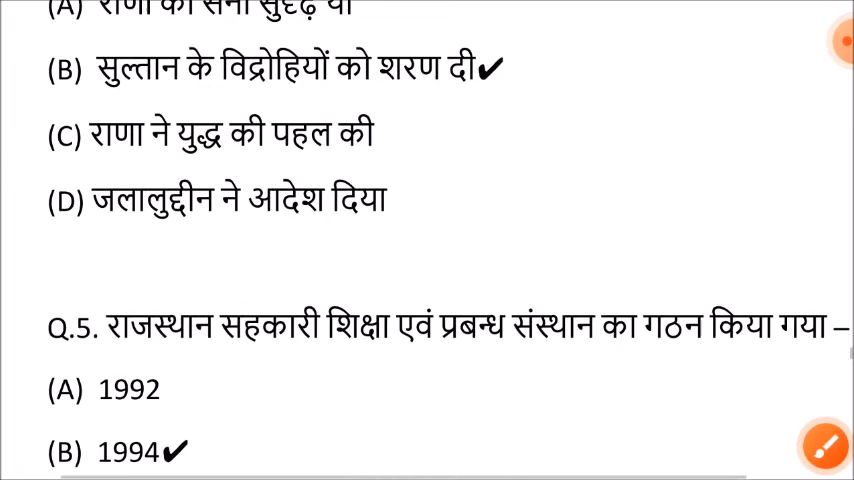 (A) राणा की सेना सुदृढ़ थी
(B) सुल्तान के विद्रोहियों को शरण दी✔
(C) राणा ने युद्ध की पहल की
(D) जलालुद्दीन ने आदेश दिया
Q.5. राजस्थान सहकारी शिक्षा एवं प्रबन्ध संस्थान का गठन किया गया –
(A) 1992
(B) 1994✔